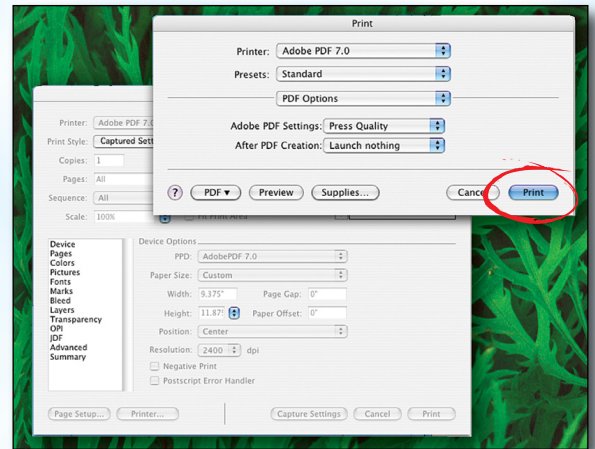 Print
Printer: Adobe PDF 7.0
Presets: Standard
PDF Options
Adobe PDF Settings: Press Quality
After PDF Creation: Launch nothing
? PDF ▼ Preview Supplies... Cancel Print
Printer: Adobe PDF 7.0
Print Style: Captured Sett
Copies: 1
Pages: All
Sequence: All
Scale: 100% Fit Print Area
Device
Pages
Colors
Pictures
Fonts
Marks
Bleed
Layers
Transparency
OPI
JDF
Advanced
Summary
Device Options
PPD: AdobePDF 7.0
Paper Size: Custom
Width: 9.375" Page Gap: 0"
Height: 11.875 Paper Offset: 0"
Position: Center
Resolution: 2400 dpi
Negative Print
Postscript Error Handler
Page Setup... Printer... Capture Settings Cancel Print